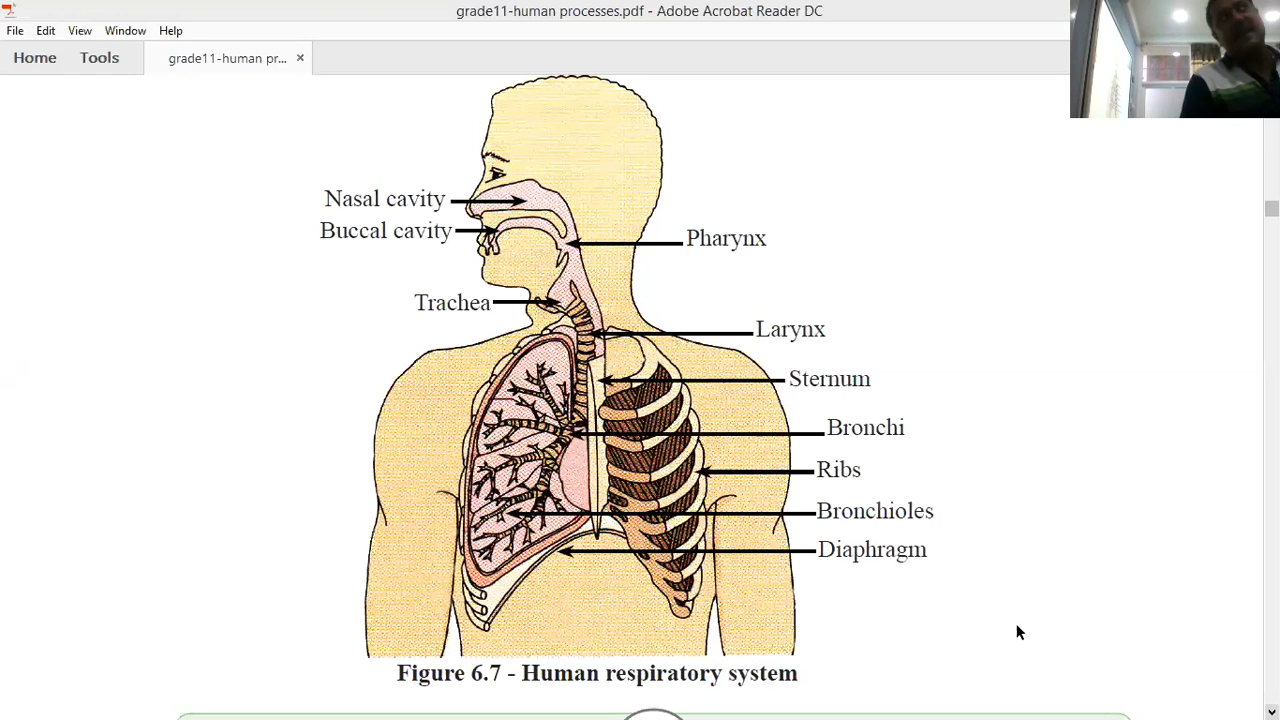 grade11-human processes.pdf - Adobe Acrobat Reader DC
File Edit View Window Help
Home Tools grade11-human pr... ×
Nasal cavity
Buccal cavity
Pharynx
Trachea
Larynx
Sternum
Bronchi
Ribs
Bronchioles
Diaphragm
Figure 6.7 - Human respiratory system